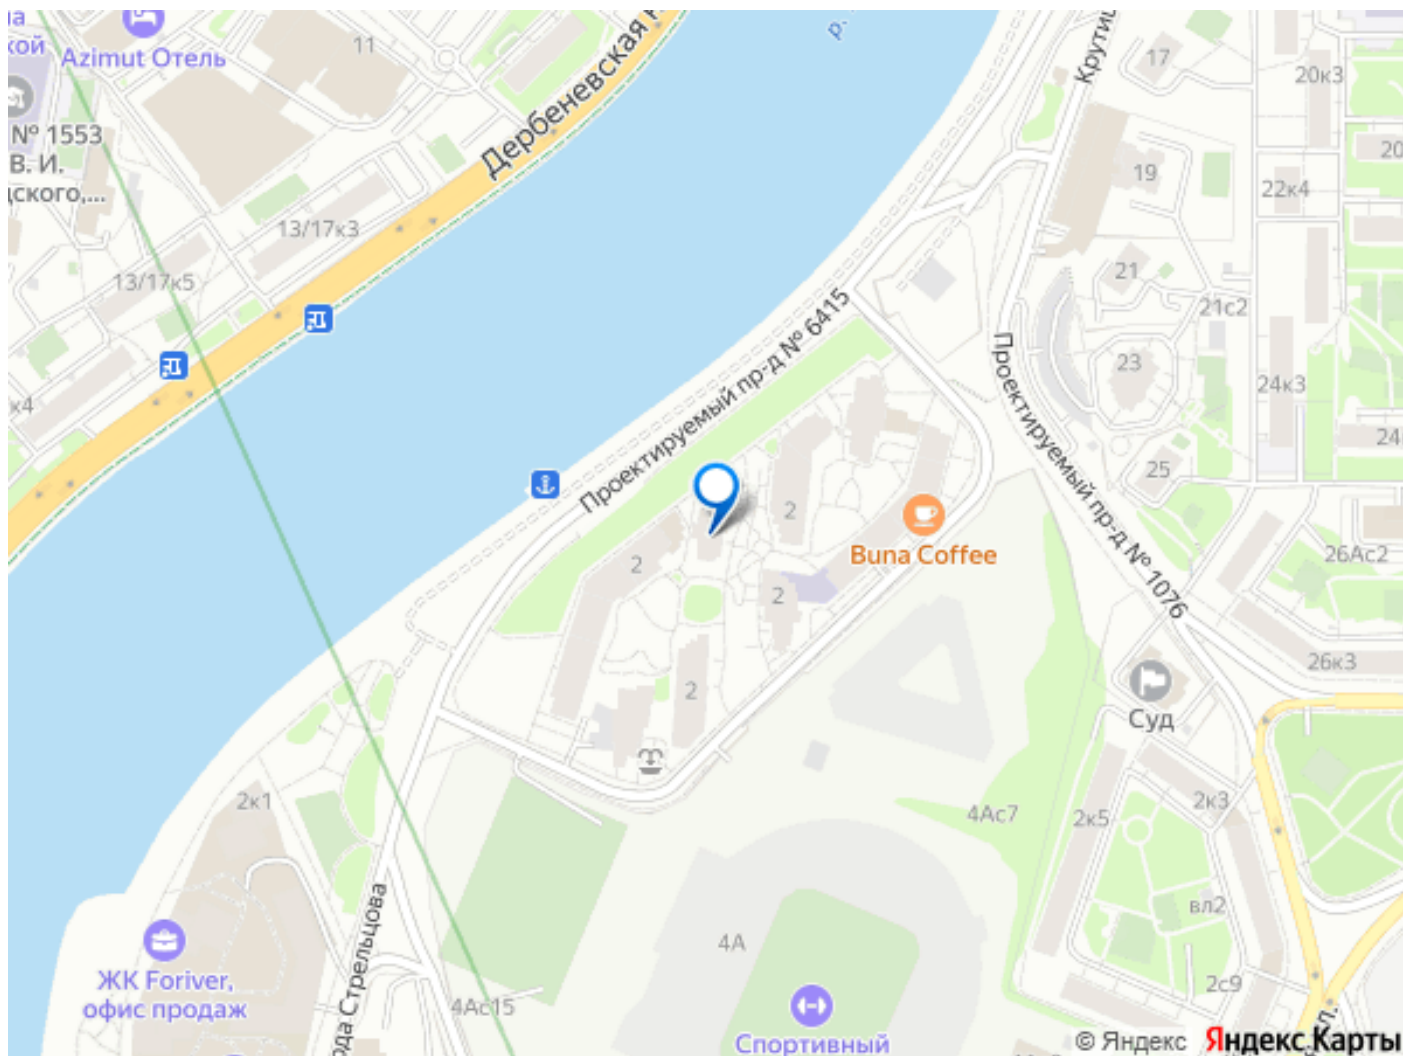 Azimut Отель
11
№ 1553
В. И.
13/17к3
13/17к5
к4
Дербеневская
р.
17
20к3
20
19
22к4
21
21с2
23
24к3
24
25
26Ас2
26к3
Проектируемый пр-д № 6415
Проектируемый пр-д № 1076
2
2
2
2
Buna Coffee
Суд
2к1
2к5
2к3
вл2
2с9
4Ас7
4А
4Ас15
ЖК Foriver,
офис продаж
Стрельцова
Спортивный
© Яндекс Яндекс Карты